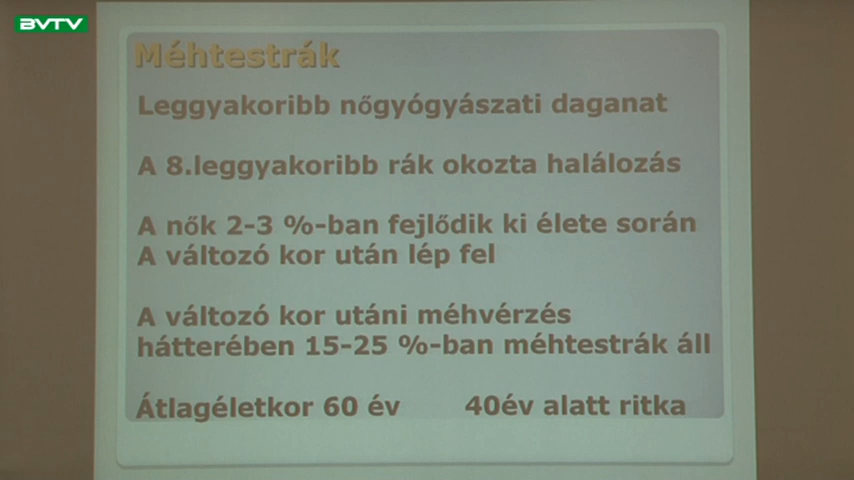 BVTV
Méhtestrák
Leggyakoribb nőgyógyászati daganat
A 8.leggyakoribb rák okozta halálozás
A nők 2-3 %-ban fejlődik ki élete során
A változó kor után lép fel
A változó kor utáni méhvérzés
hátterében 15-25 %-ban méhtestrák áll
Átlagéletkor 60 év 40év alatt ritka